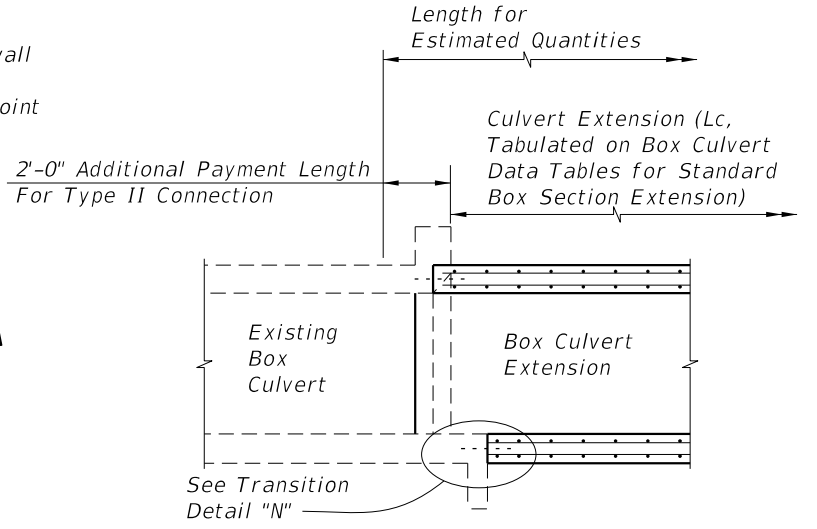 Length for
Estimated Quantities
Culvert Extension (Lc,
Tabulated on Box Culvert
Data Tables for Standard
Box Section Extension)
2'-0" Additional Payment Length
For Type II Connection
Existing
Box
Culvert
Box Culvert
Extension
See Transition
Detail "N"